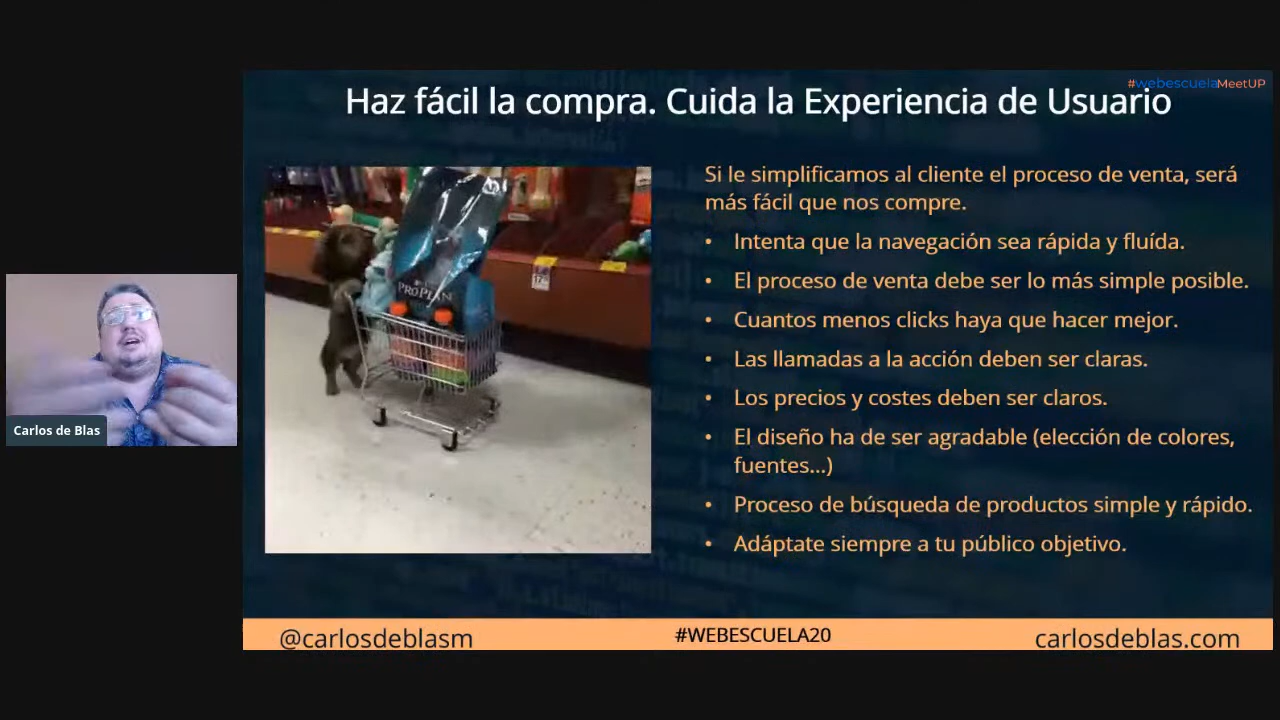 #webescuelaMeetUP
Haz fácil la compra. Cuida la Experiencia de Usuario
Si le simplificamos al cliente el proceso de venta, será
más fácil que nos compre.
• Intenta que la navegación sea rápida y fluída.
• El proceso de venta debe ser lo más simple posible.
• Cuantos menos clicks haya que hacer mejor.
• Las llamadas a la acción deben ser claras.
• Los precios y costes deben ser claros.
• El diseño ha de ser agradable (elección de colores,
fuentes...)
• Proceso de búsqueda de productos simple y rápido.
• Adáptate siempre a tu público objetivo.
PRO PLAN
Carlos de Blas
@carlosdeblasm
#WEBESCUELA20
carlosdeblas.com